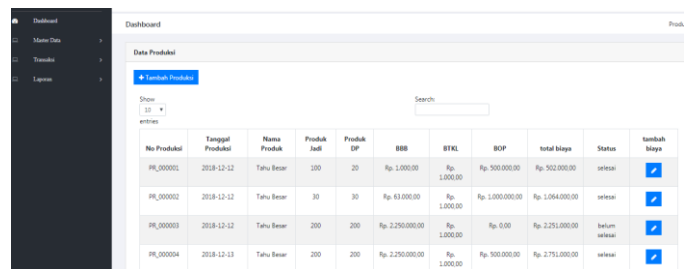 Dashboard
Master Data
Transaksi
Laporan
Dashboard
Produ
Data Produksi
+ Tambah Produksi
Show
10
entries
Search:
No Produksi Tanggal Produksi Nama Produk Produk Jadi Produk DP BBB BTKL BOP total biaya Status tambah biaya
PR_000001 2018-12-12 Tahu Besar 100 20 Rp. 1.000,00 Rp. 1.000,00 Rp. 500.000,00 Rp. 502.000,00 selesai
PR_000002 2018-12-12 Tahu Besar 30 30 Rp. 63.000,00 Rp. 1.000,00 Rp. 1.000.000,00 Rp. 1.064.000,00 selesai
PR_000003 2018-12-12 Tahu Besar 200 200 Rp. 2.250.000,00 Rp. 1.000,00 Rp. 0,00 Rp. 2.251.000,00 belum selesai
PR_000004 2018-12-13 Tahu Besar 200 200 Rp. 2.250.000,00 Rp. 1.000,00 Rp. 500.000,00 Rp. 2.751.000,00 selesai